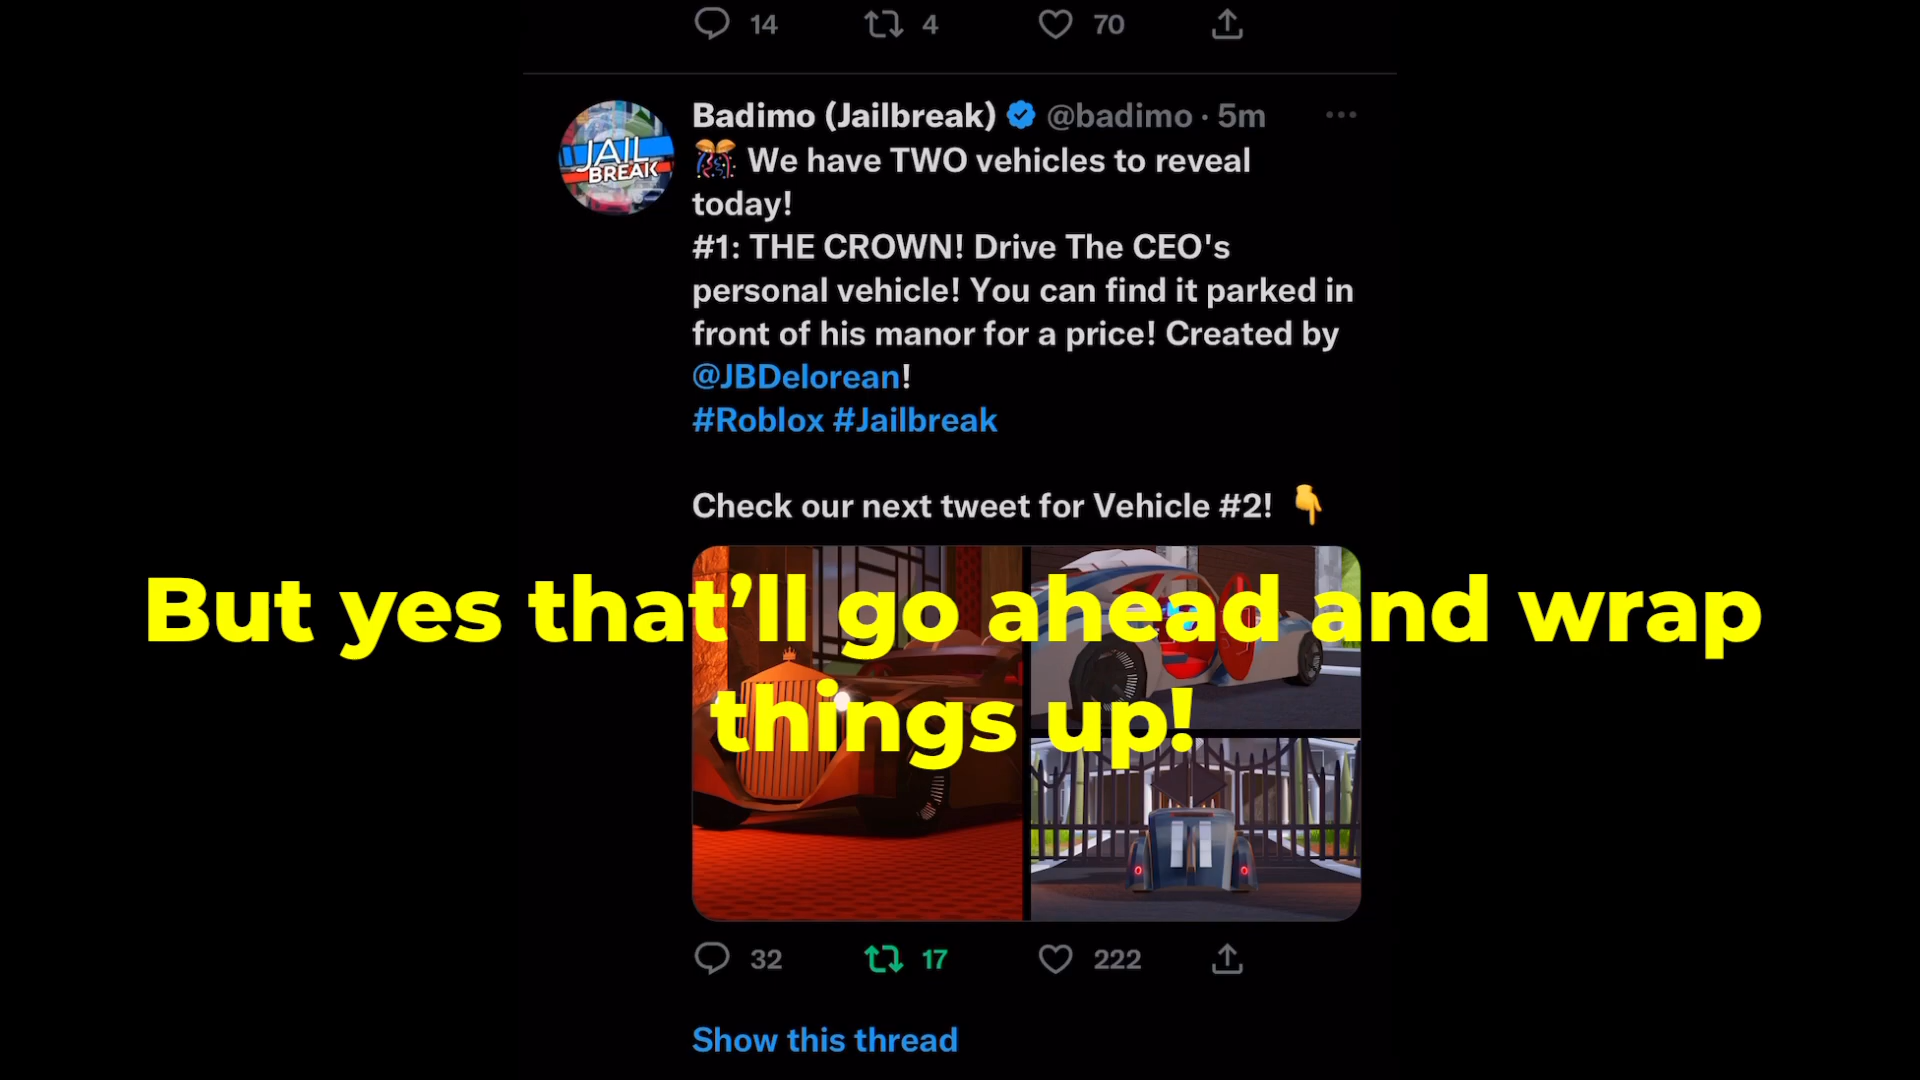 14 4 70
Badimo (Jailbreak) @badimo · 5m
JAIL
BREAK
🎊 We have TWO vehicles to reveal
today!
#1: THE CROWN! Drive The CEO's
personal vehicle! You can find it parked in
front of his manor for a price! Created by
@JBDelorean!
#Roblox #Jailbreak
Check our next tweet for Vehicle #2! 👇
But yes that’ll go ahead and wrap
things up!
32 17 222
Show this thread